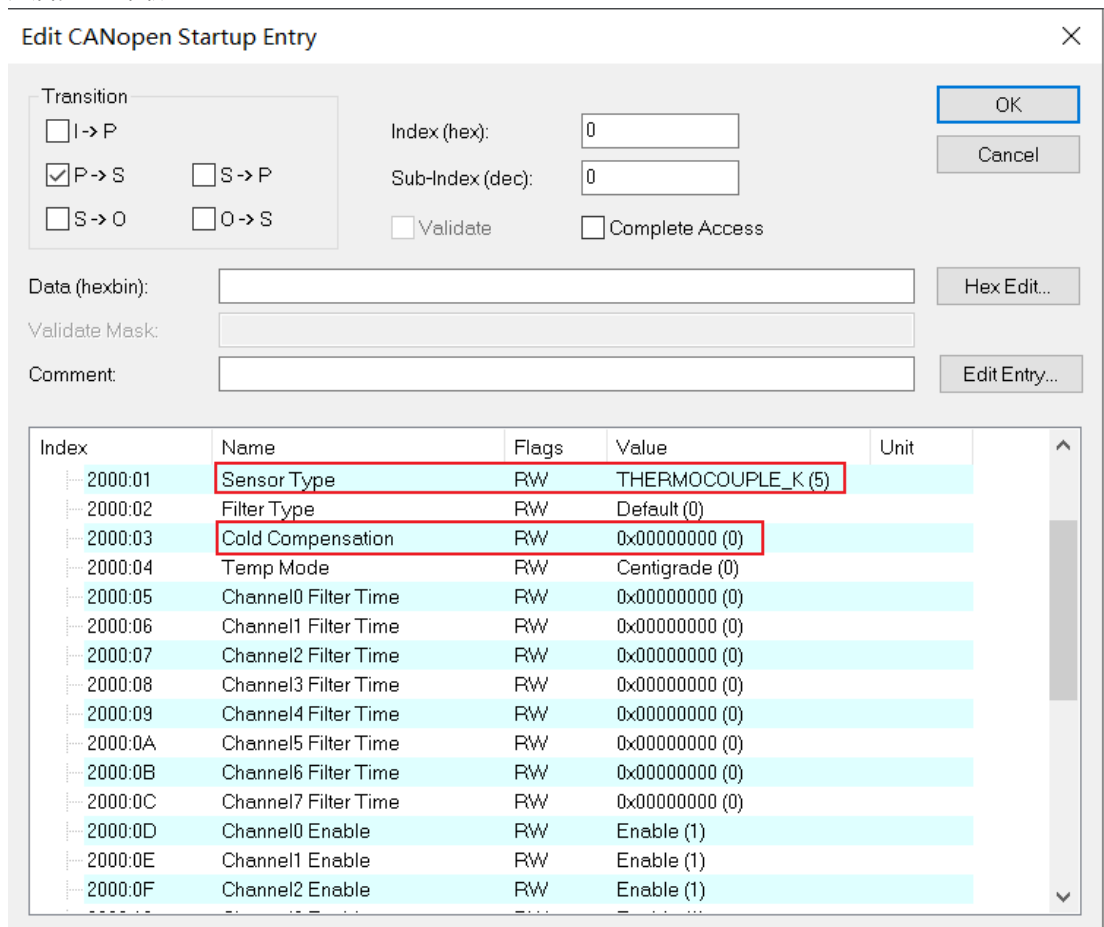 Edit CANopen Startup Entry
Transition
I -> P
P -> S
S -> P
S -> O
O -> S
Index (hex):
0
Sub-Index (dec):
0
Validate
Complete Access
OK
Cancel
Data (hexbin):
Hex Edit...
Validate Mask:
Comment:
Edit Entry...
Index Name Flags Value Unit
2000:01 Sensor Type RW THERMOCOUPLE_K (5)
2000:02 Filter Type RW Default (0)
2000:03 Cold Compensation RW 0x00000000 (0)
2000:04 Temp Mode RW Centigrade (0)
2000:05 Channel0 Filter Time RW 0x00000000 (0)
2000:06 Channel1 Filter Time RW 0x00000000 (0)
2000:07 Channel2 Filter Time RW 0x00000000 (0)
2000:08 Channel3 Filter Time RW 0x00000000 (0)
2000:09 Channel4 Filter Time RW 0x00000000 (0)
2000:0A Channel5 Filter Time RW 0x00000000 (0)
2000:0B Channel6 Filter Time RW 0x00000000 (0)
2000:0C Channel7 Filter Time RW 0x00000000 (0)
2000:0D Channel0 Enable RW Enable (1)
2000:0E Channel1 Enable RW Enable (1)
2000:0F Channel2 Enable RW Enable (1)